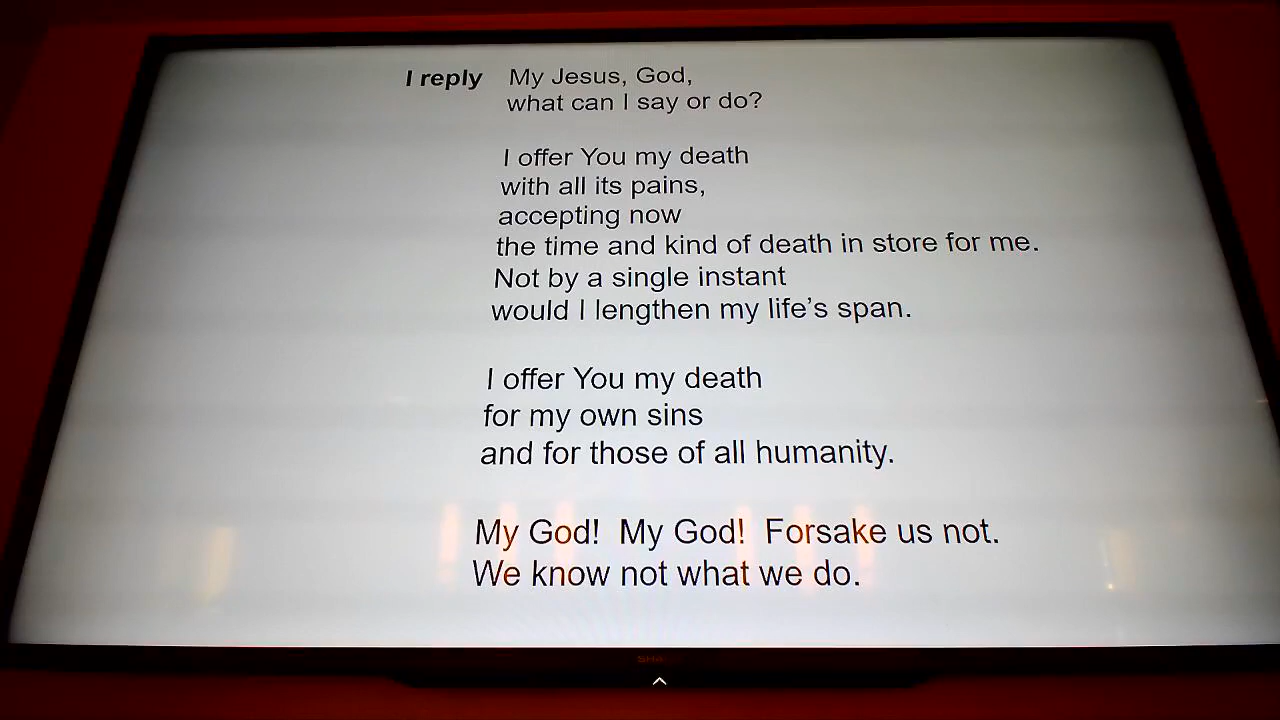 I reply My Jesus, God,
what can I say or do?
I offer You my death
with all its pains,
accepting now
the time and kind of death in store for me.
Not by a single instant
would I lengthen my life's span.
I offer You my death
for my own sins
and for those of all humanity.
My God! My God! Forsake us not.
We know not what we do.